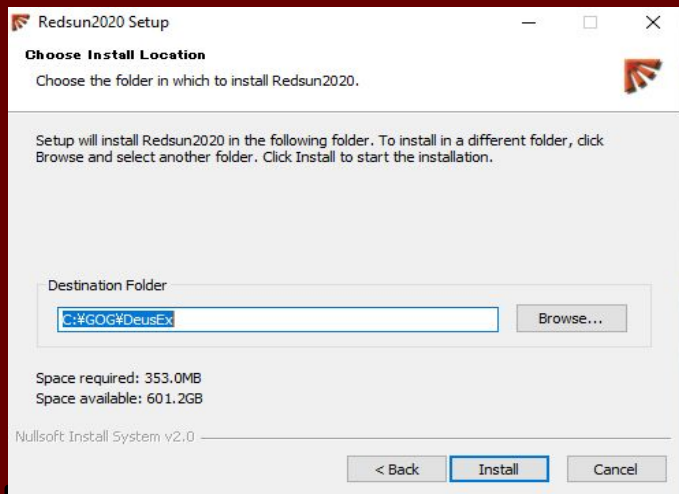 Redsun2020 Setup
Choose Install Location
Choose the folder in which to install Redsun2020.
Setup will install Redsun2020 in the following folder. To install in a different folder, click
Browse and select another folder. Click Install to start the installation.
Destination Folder
C:¥GOG¥DeusEx
Browse...
Space required: 353.0MB
Space available: 601.2GB
Nullsoft Install System v2.0
< Back
Install
Cancel